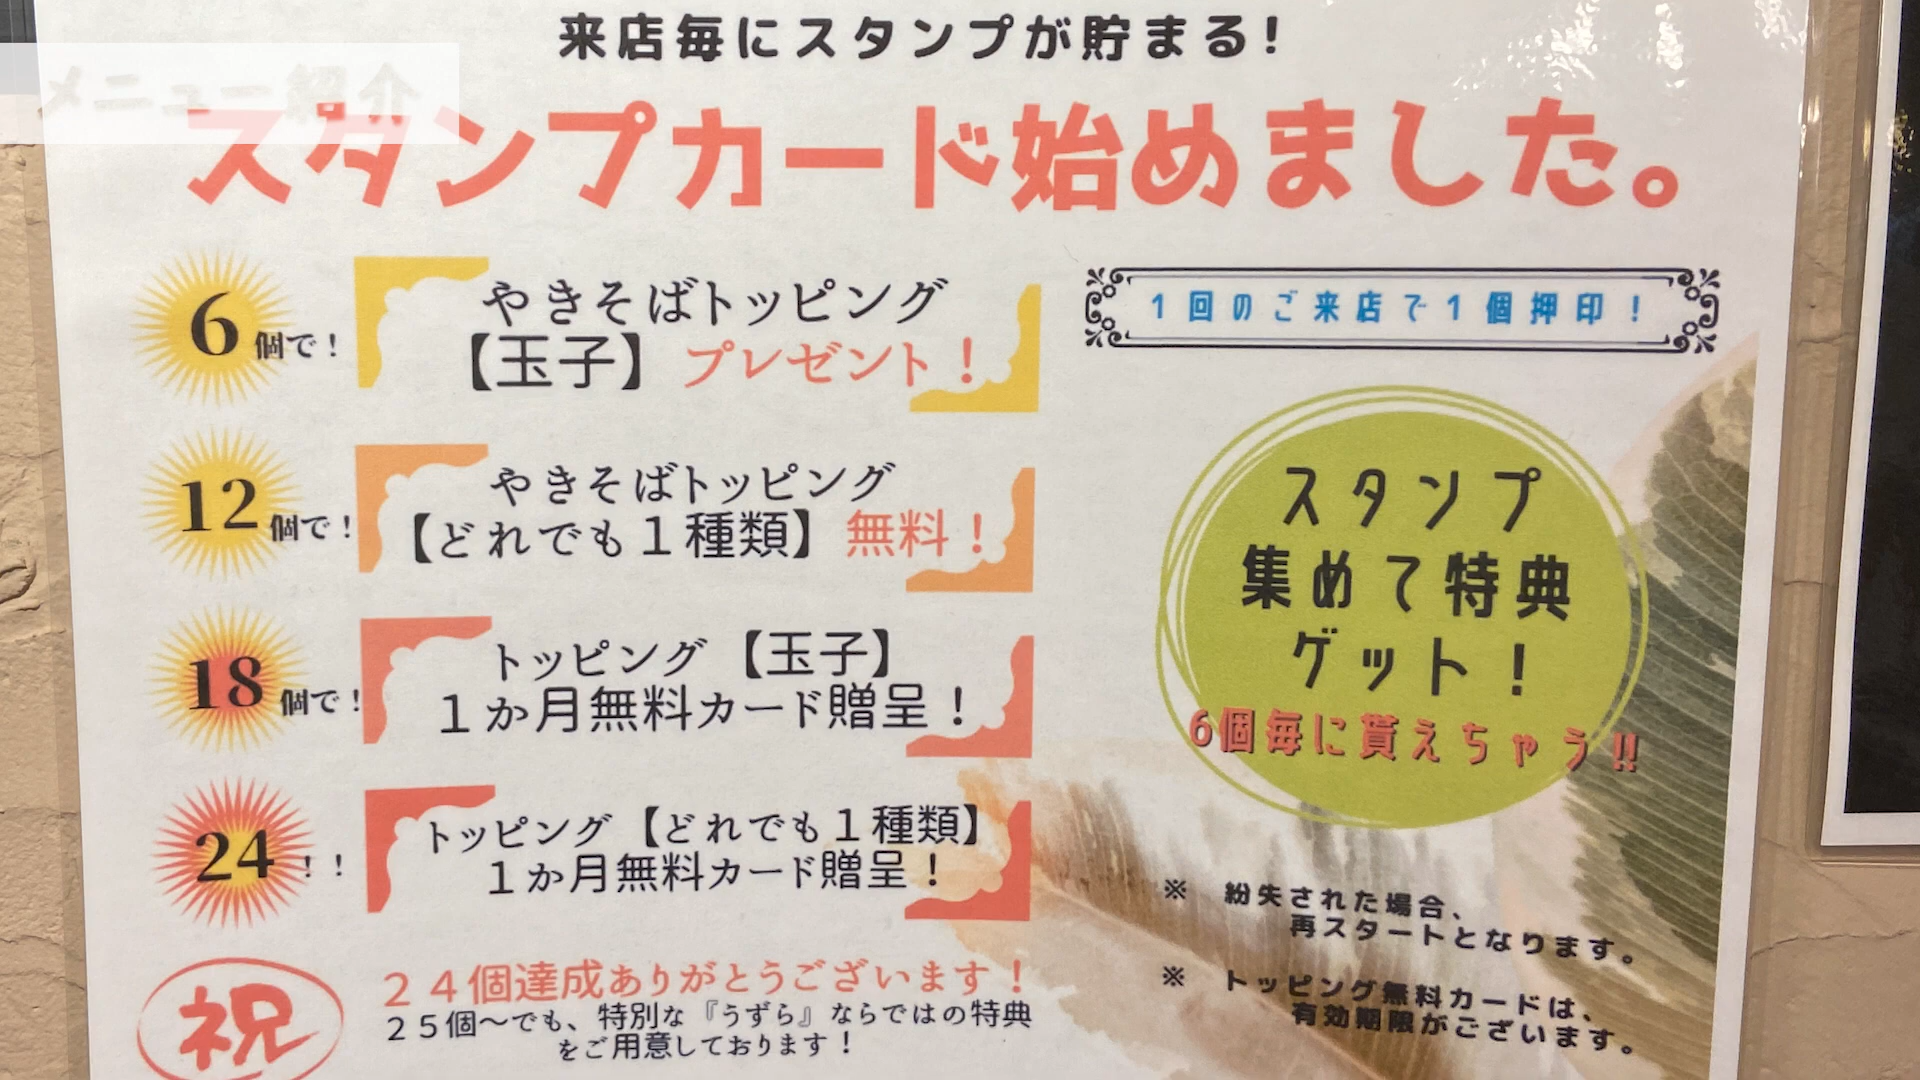 来店毎にスタンプが貯まる!
メニュー紹介
スタンプカード始めました。
6個で!
やきそばトッピング
【玉子】プレゼント!
1回のご来店で1個押印!
12個で!
やきそばトッピング
【どれでも1種類】無料!
スタンプ
集めて特典
ゲット!
6個毎に貰えちゃう!!
18個で!
トッピング【玉子】
1か月無料カード贈呈!
24!!
トッピング【どれでも1種類】
1か月無料カード贈呈!
※ 紛失された場合、
再スタートとなります。
※ トッピング無料カードは、
有効期限がございます。
祝
24個達成ありがとうございます!
25個〜でも、特別な『うずら』ならではの特典
をご用意しております!